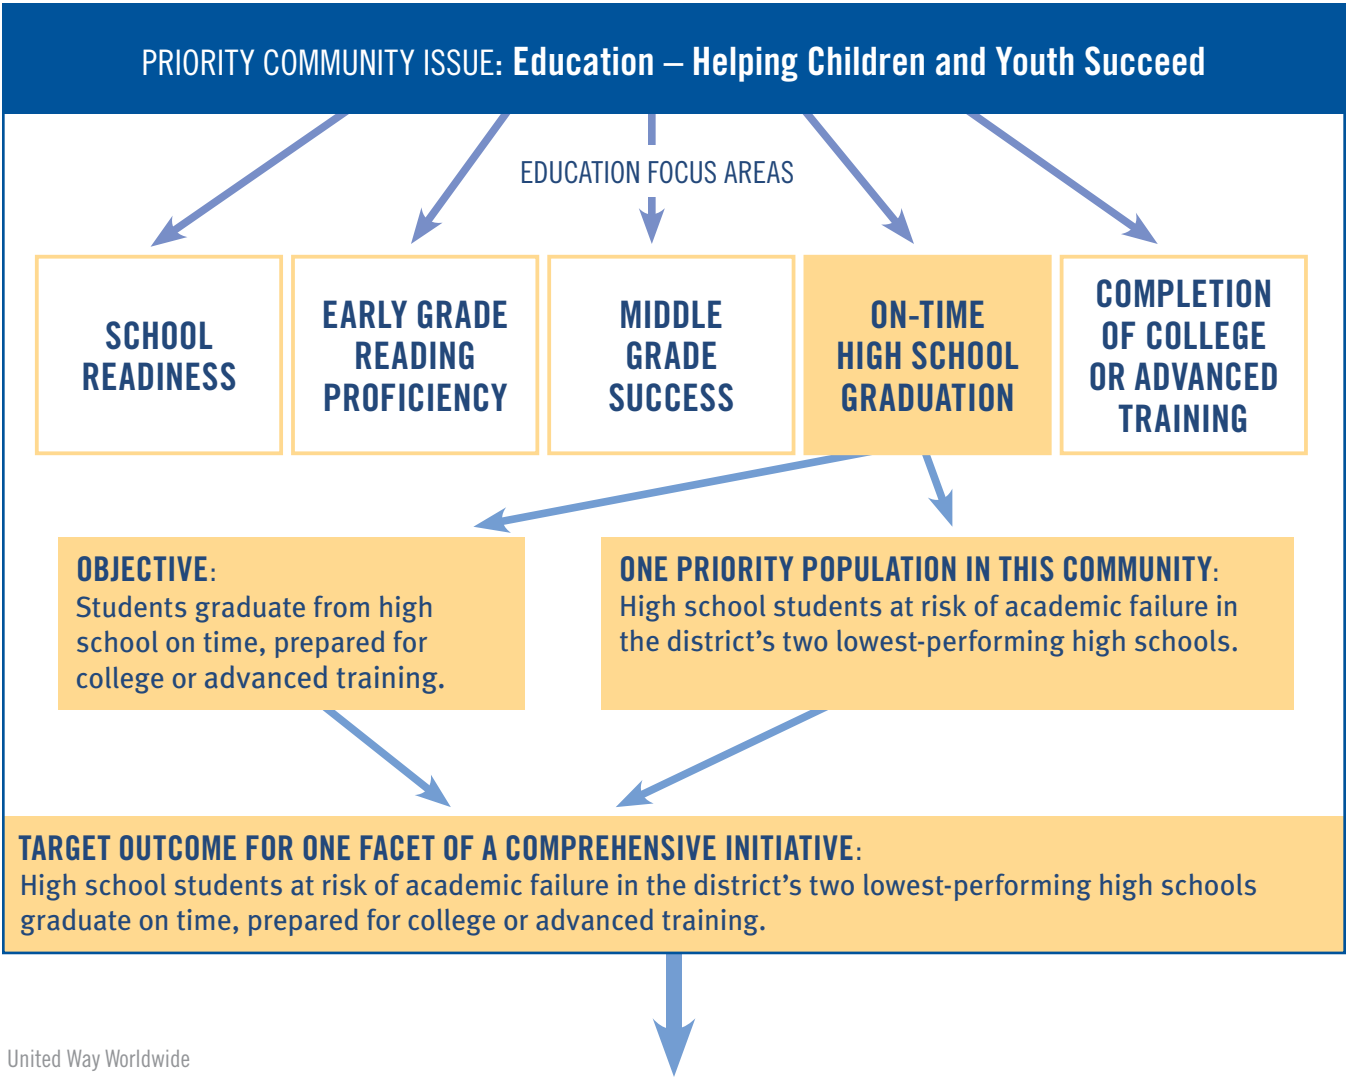 PRIORITY COMMUNITY ISSUE: Education – Helping Children and Youth Succeed
EDUCATION FOCUS AREAS
SCHOOL
READINESS
EARLY GRADE
READING
PROFICIENCY
MIDDLE
GRADE
SUCCESS
ON-TIME
HIGH SCHOOL
GRADUATION
COMPLETION
OF COLLEGE
OR ADVANCED
TRAINING
OBJECTIVE:
Students graduate from high
school on time, prepared for
college or advanced training.
ONE PRIORITY POPULATION IN THIS COMMUNITY:
High school students at risk of academic failure in
the district’s two lowest-performing high schools.
TARGET OUTCOME FOR ONE FACET OF A COMPREHENSIVE INITIATIVE:
High school students at risk of academic failure in the district’s two lowest-performing high schools
graduate on time, prepared for college or advanced training.
United Way Worldwide